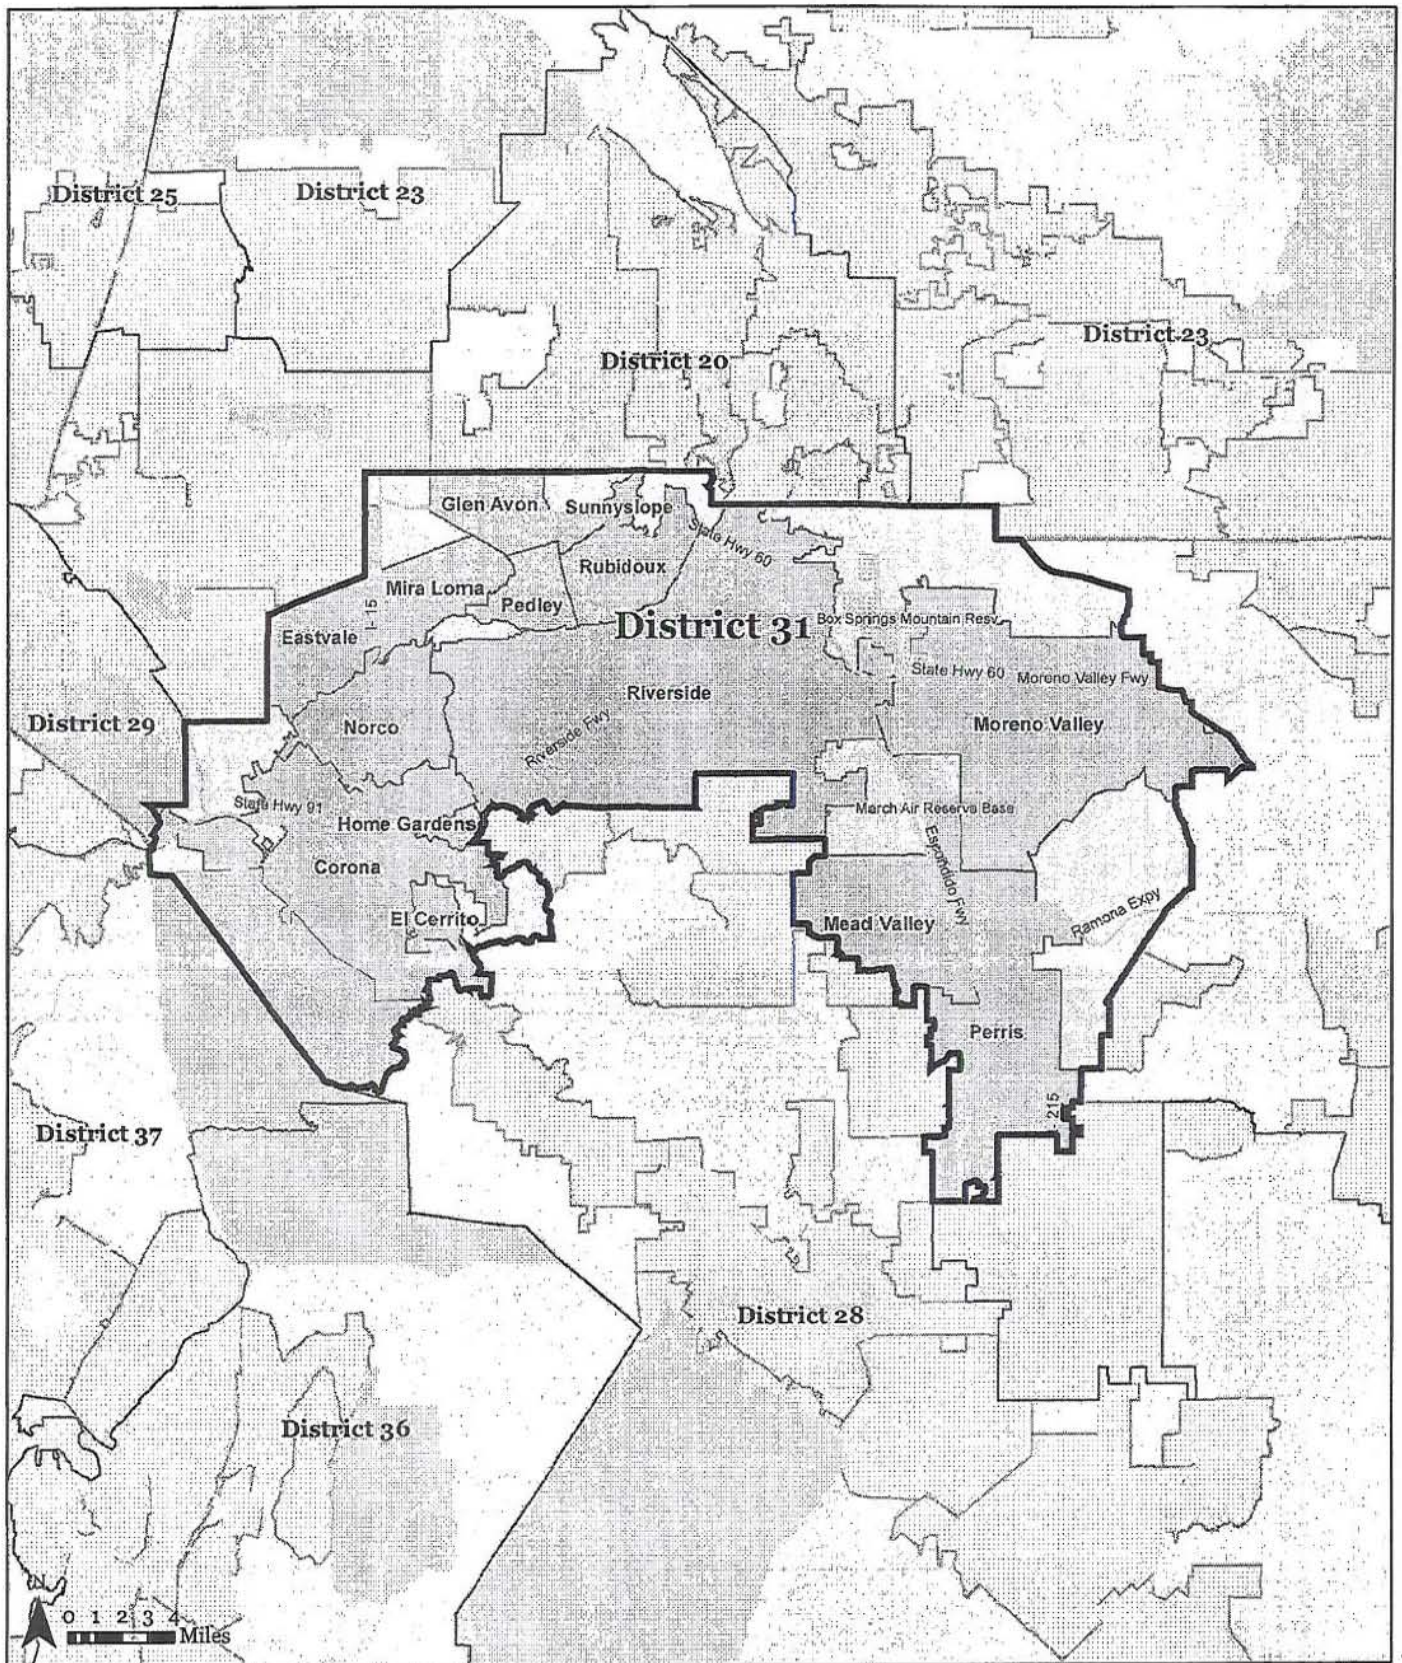 District 25
District 23
District 20
District 23
Glen Avon
Sunnyslope
State Hwy 60
Rubidoux
Mira Loma
Pedley
I-15
District 31
Box Springs Mountain Resv
Eastvale
State Hwy 60
Moreno Valley Fwy
Riverside
District 29
Norco
Riverside Fwy
Moreno Valley
State Hwy 91
March Air Reserve Base
Home Gardens
Corona
Escondido Fwy
El Cerrito
Mead Valley
Ramona Expy
Perris
215
District 37
District 28
District 36
N
0 1 2 3 4
Miles